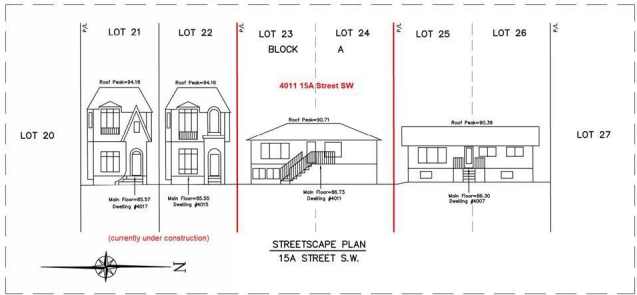 P/L
LOT 21
LOT 22
P/L
LOT 23
LOT 24
P/L
LOT 25
LOT 26
P/L
BLOCK A
4011 15A Street SW
Roof Peak=94.18
Roof Peak=94.16
Roof Peak=90.71
Roof Peak=90.39
LOT 20
LOT 27
Main Floor=85.57
Dwelling #4017
Main Floor=85.55
Dwelling #4015
Main Floor=86.73
Dwelling #4011
Main Floor=86.30
Dwelling #4007
(currently under construction)
STREETSCAPE PLAN
15A STREET S.W.
N